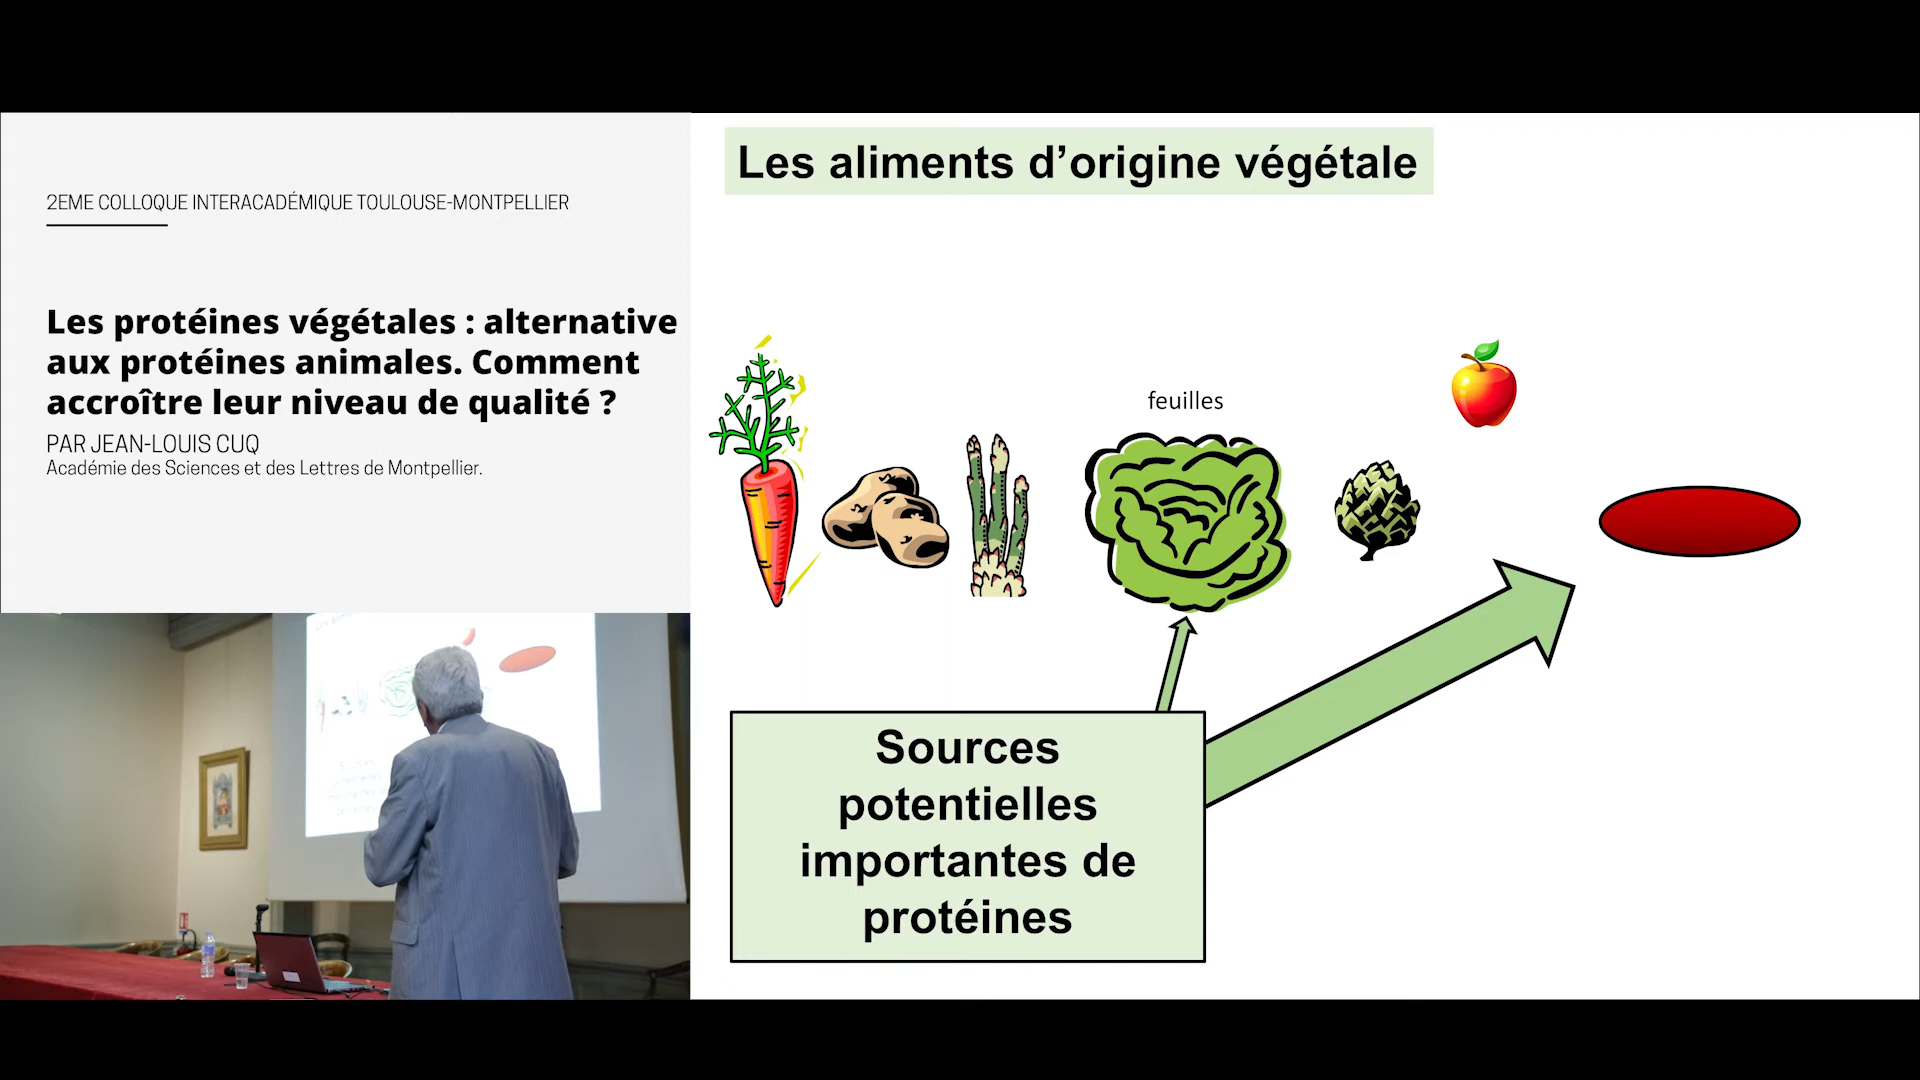 2EME COLLOQUE INTERACADÉMIQUE TOULOUSE-MONTPELLIER
Les protéines végétales : alternative
aux protéines animales. Comment
accroître leur niveau de qualité ?
PAR JEAN-LOUIS CUQ
Académie des Sciences et des Lettres de Montpellier.
Les aliments d’origine végétale
feuilles
Sources
potentielles
importantes de
protéines